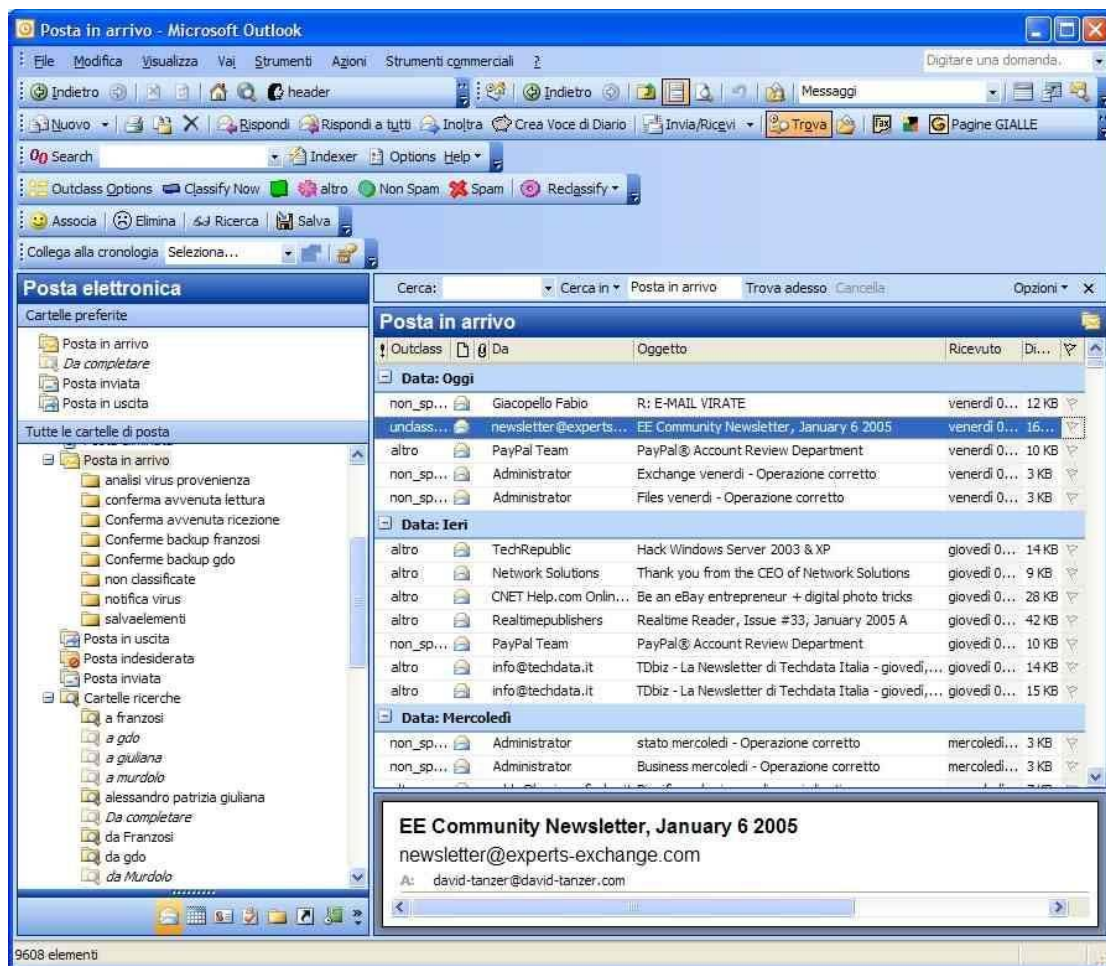 Posta in arrivo - Microsoft Outlook
File Modifica Visualizza Vai Strumenti Azioni Strumenti commerciali ? Digitare una domanda.
Indietro header Indietro Messaggi
Nuovo Rispondi Rispondi a tutti Inoltra Crea Voce di Diario Invia/Ricevi Trova Fax Pagine GIALLE
Search Indexer Options Help
Outclass Options Classify Now altro Non Spam Spam Reclassify
Associa Elimina Ricerca Salva
Collega alla cronologia Seleziona...
Posta elettronica
Cartelle preferite
Posta in arrivo
Da completare
Posta inviata
Posta in uscita
Tutte le cartelle di posta
Posta in arrivo
analisi virus provenienza
conferma avvenuta lettura
Conferma avvenuta ricezione
Conferme backup franzosi
Conferme backup gdo
non classificate
notifica virus
salvaelementi
Posta in uscita
Posta indesiderata
Posta inviata
Cartelle ricerche
a franzosi
a gdo
a giuliana
a murdolo
alessandro patrizia giuliana
Da completare
da Franzosi
da gdo
da Murdolo
Cerca: Cerca in Posta in arrivo Trova adesso Cancella Opzioni
Posta in arrivo
Outclass Da Oggetto Ricevuto Di...
Data: Oggi
non_sp... Giacopello Fabio R: E-MAIL VIRATE venerdì 0... 12 KB
unclass... newsletter@experts... EE Community Newsletter, January 6 2005 venerdì 0... 16...
altro PayPal Team PayPal® Account Review Department venerdì 0... 10 KB
non_sp... Administrator Exchange venerdi - Operazione corretto venerdì 0... 3 KB
non_sp... Administrator Files venerdi - Operazione corretto venerdì 0... 3 KB
Data: Ieri
altro TechRepublic Hack Windows Server 2003 & XP giovedì 0... 14 KB
altro Network Solutions Thank you from the CEO of Network Solutions giovedì 0... 9 KB
altro CNET Help.com Onlin... Be an eBay entrepreneur + digital photo tricks giovedì 0... 28 KB
altro Realtimepublishers Realtime Reader, Issue #33, January 2005 A giovedì 0... 42 KB
non_sp... PayPal Team PayPal® Account Review Department giovedì 0... 10 KB
altro info@techdata.it TDbiz - La Newsletter di Techdata Italia - giovedì,... giovedì 0... 14 KB
altro info@techdata.it TDbiz - La Newsletter di Techdata Italia - giovedì,... giovedì 0... 15 KB
Data: Mercoledì
non_sp... Administrator stato mercoledi - Operazione corretto mercoledì... 3 KB
non_sp... Administrator Business mercoledi - Operazione corretto mercoledì... 3 KB
EE Community Newsletter, January 6 2005
newsletter@experts-exchange.com
A: david-tanzer@david-tanzer.com
9608 elementi